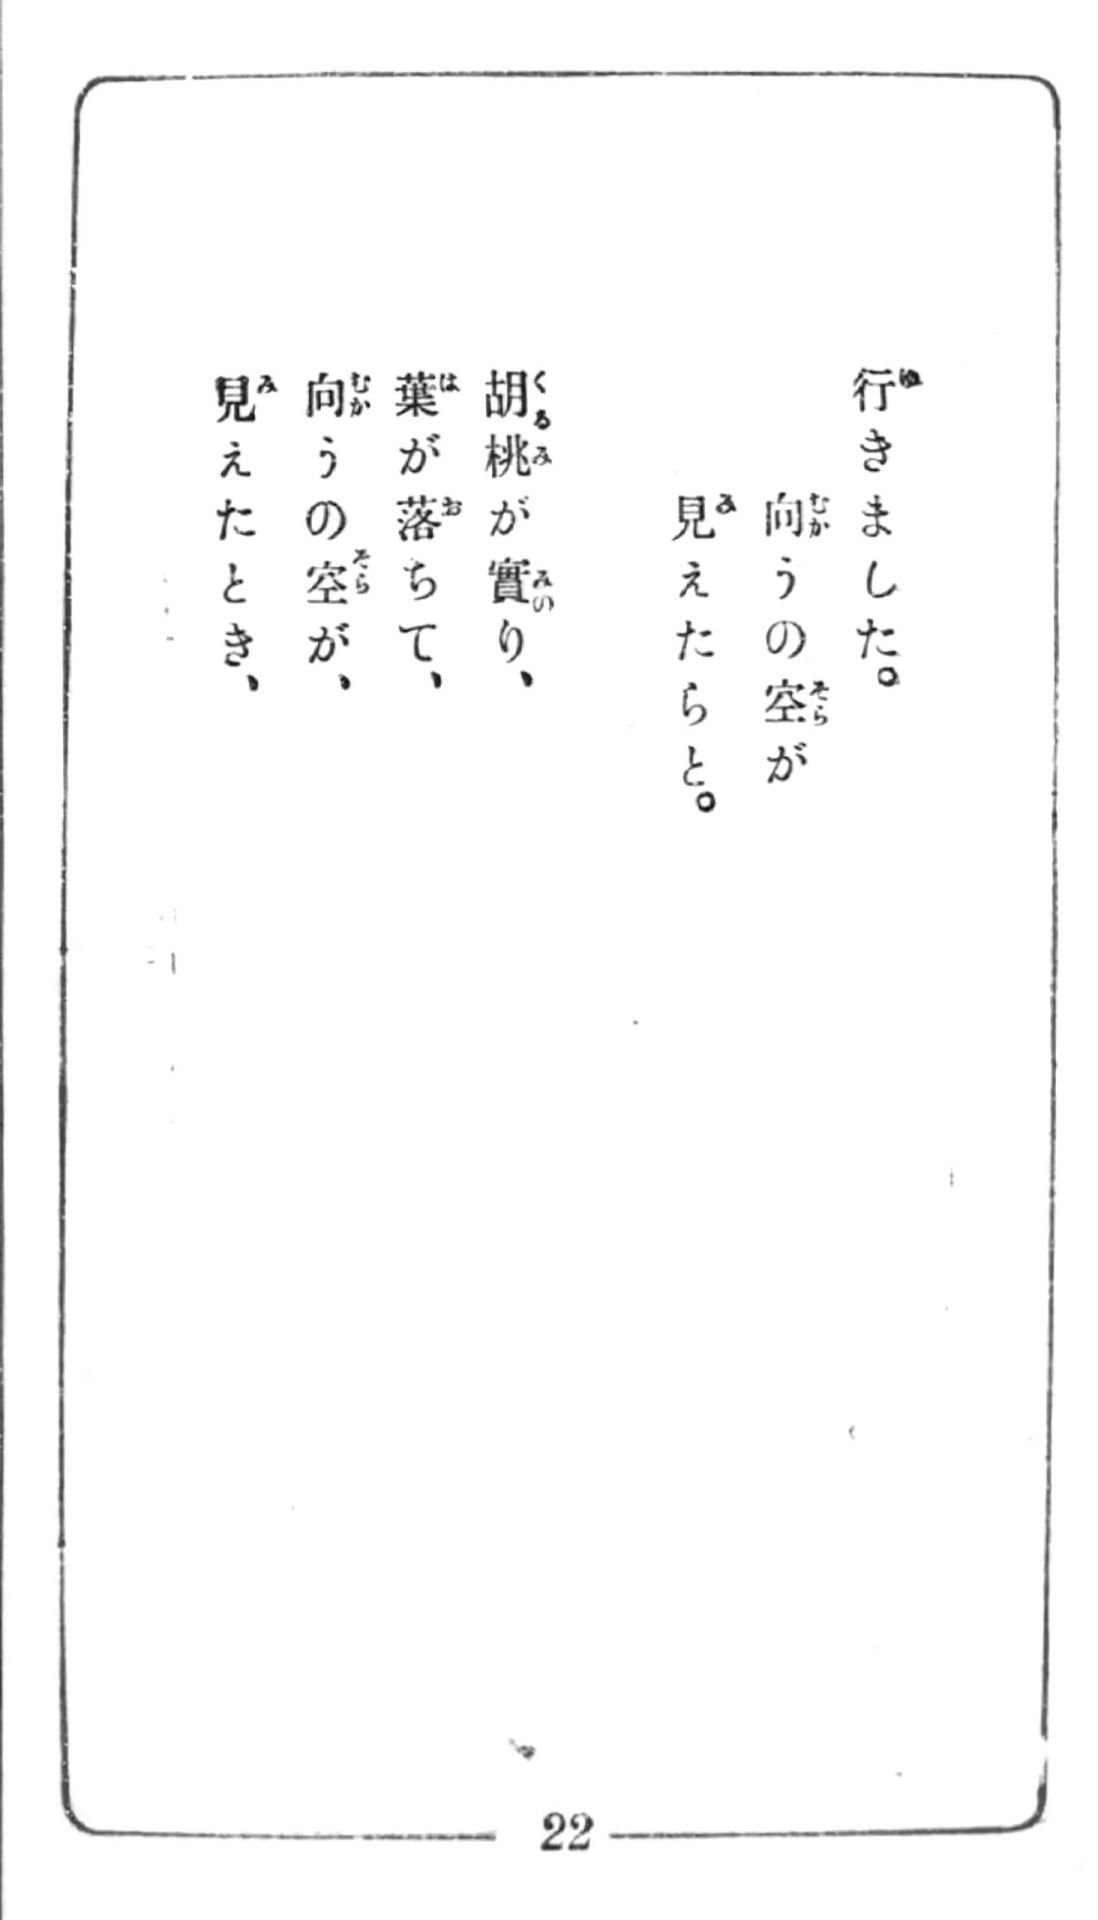 行きました。
向うの空が
見えたらと。
胡桃が實り、
葉が落ちて、
向うの空が、
見えたとき、
22